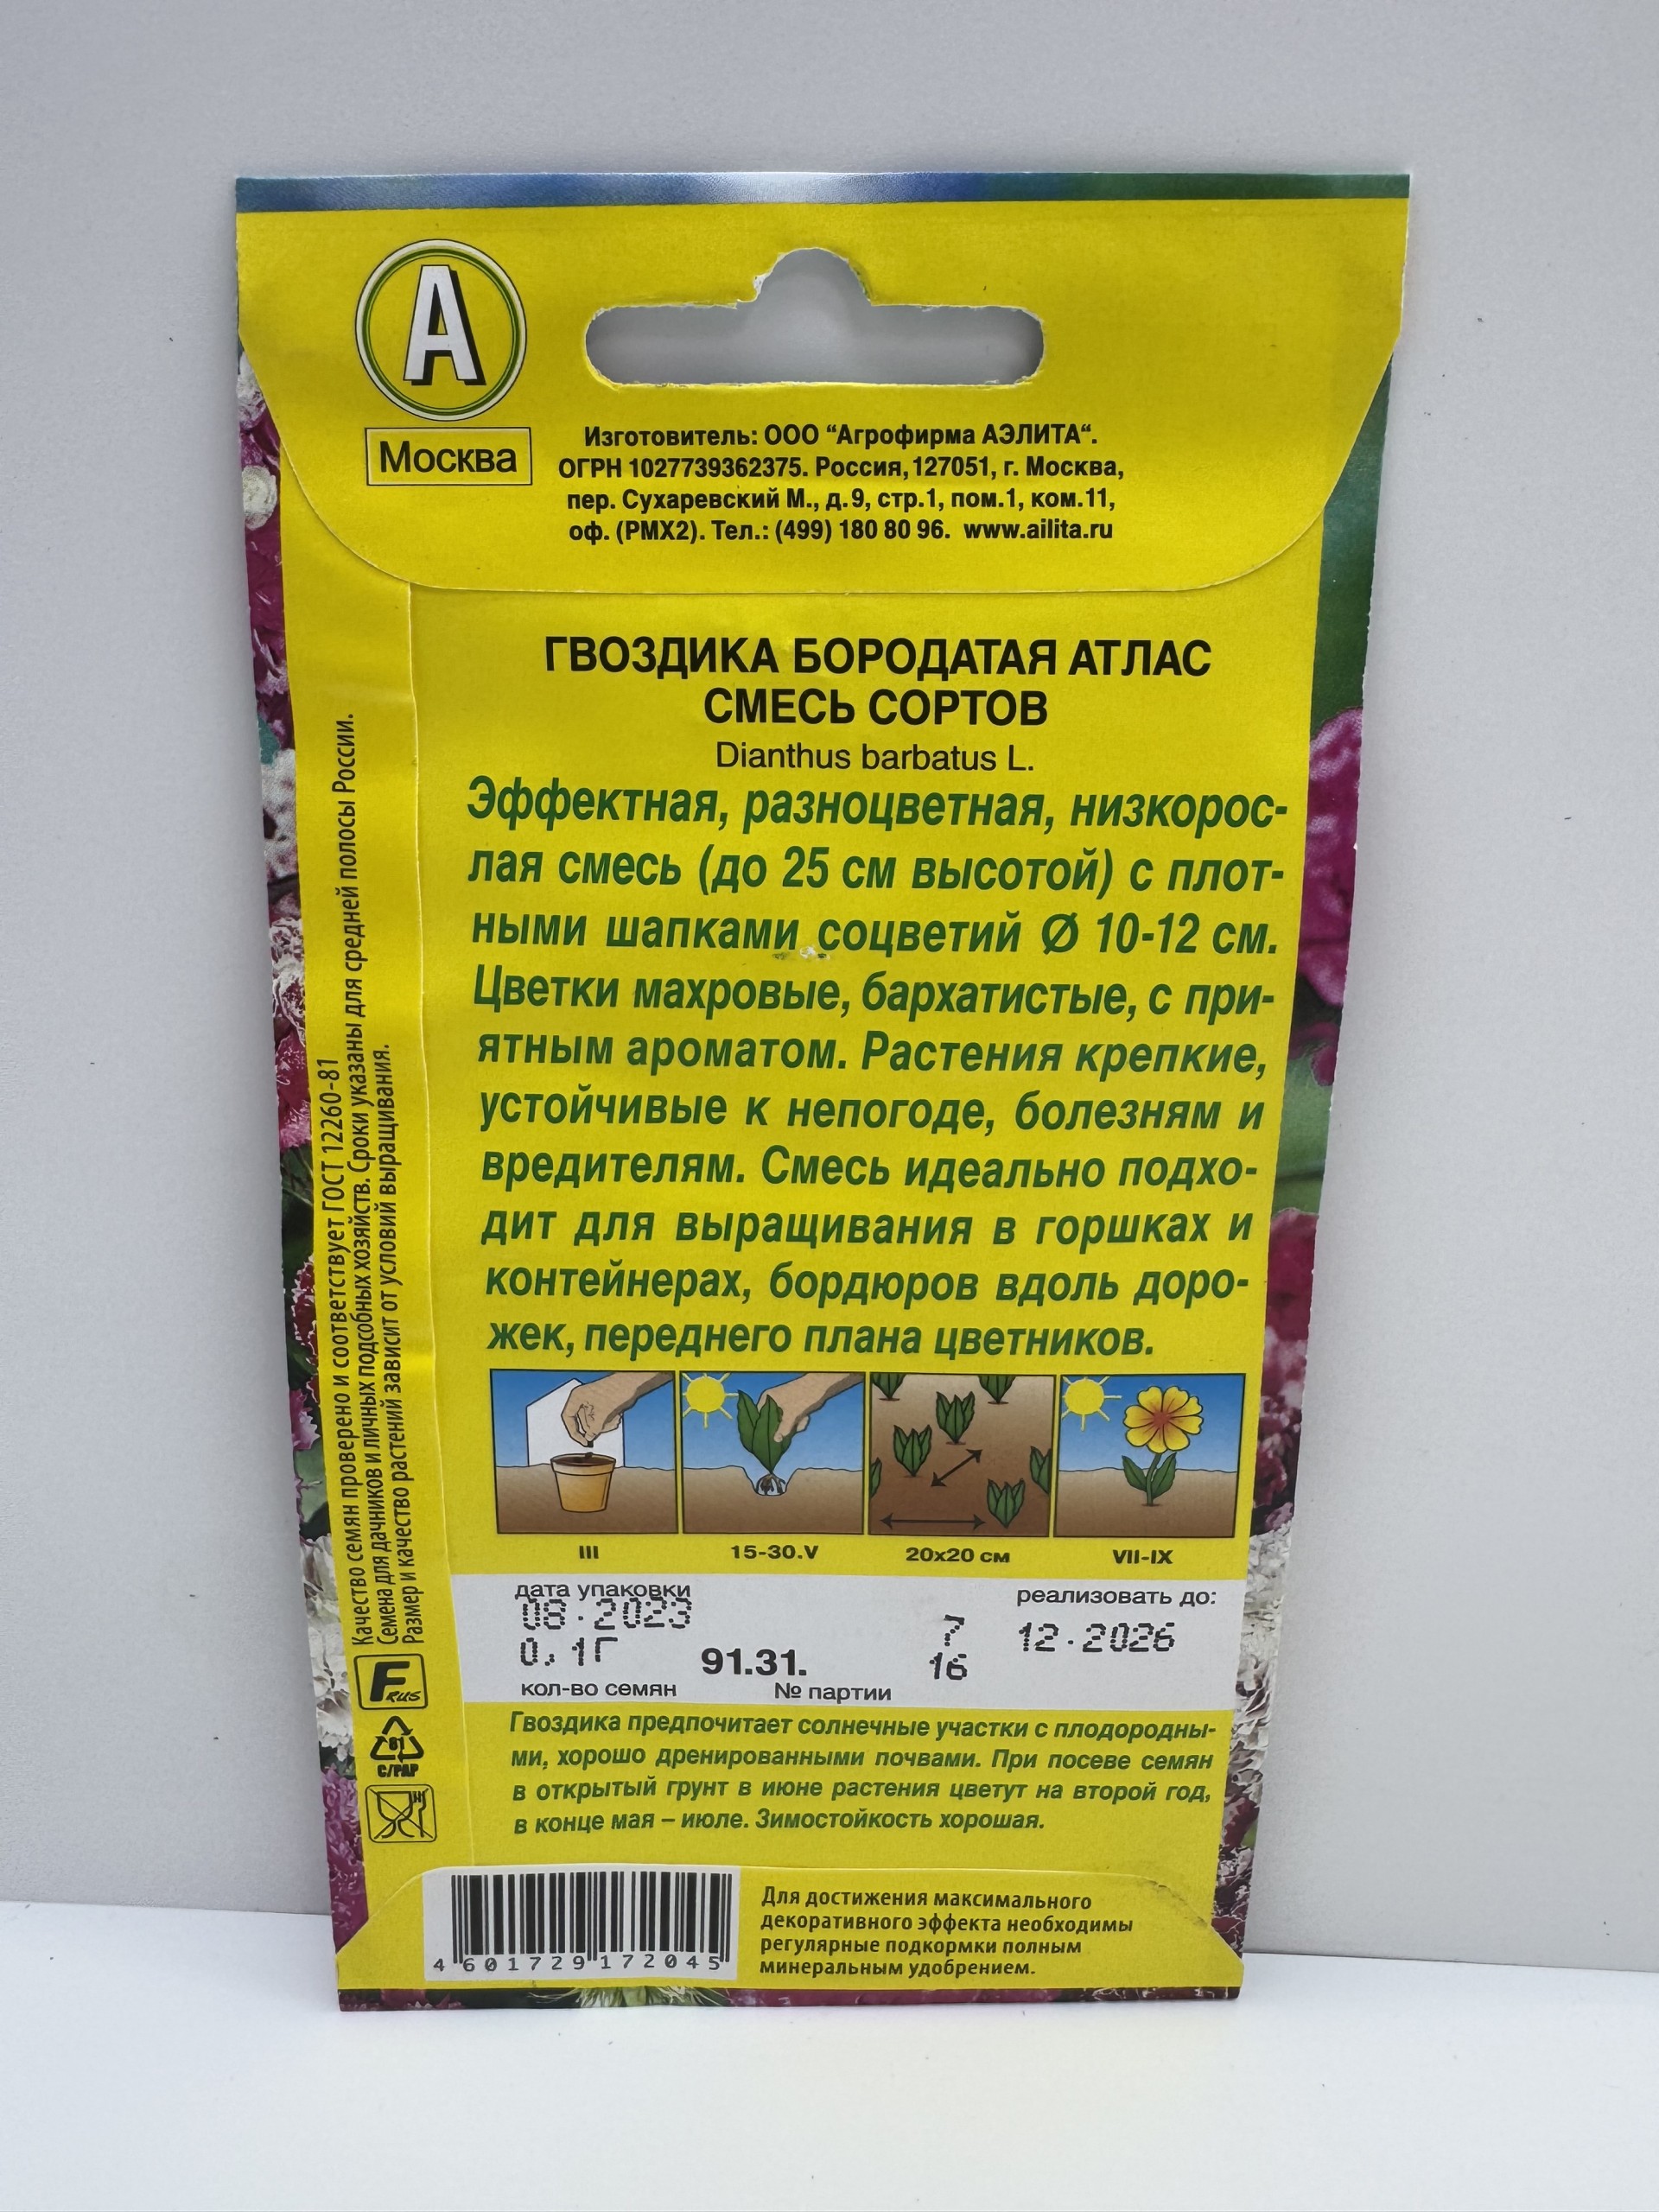 А
Москва
Изготовитель: ООО “Агрофирма АЭЛИТА“.
ОГРН 1027739362375. Россия, 127051, г. Москва,
пер. Сухаревский М., д.9, стр.1, пом.1, ком.11,
оф. (РМХ2). Тел.: (499) 180 80 96. www.ailita.ru
ГВОЗДИКА БОРОДАТАЯ АТЛАС
СМЕСЬ СОРТОВ
Dianthus barbatus L.
Эффектная, разноцветная, низкорос-
лая смесь (до 25 см высотой) с плот-
ными шапками соцветий Ø 10-12 см.
Цветки махровые, бархатистые, с при-
ятным ароматом. Растения крепкие,
устойчивые к непогоде, болезням и
вредителям. Смесь идеально подхо-
дит для выращивания в горшках и
контейнерах, бордюров вдоль доро-
жек, переднего плана цветников.
III
15-30.V
20x20 см
VII-IX
дата упаковки
08.2023
0,1Г
кол-во семян
91.31.
№ партии
7
16
реализовать до:
12.2026
Гвоздика предпочитает солнечные участки с плодородны-
ми, хорошо дренированными почвами. При посеве семян
в открытый грунт в июне растения цветут на второй год,
в конце мая – июле. Зимостойкость хорошая.
Для достижения максимального
декоративного эффекта необходимы
регулярные подкормки полным
минеральным удобрением.
4 601729 172045
Качество семян проверено и соответствует ГОСТ 12260-81
Семена для дачников и личных подсобных хозяйств. Сроки указаны для средней полосы России.
Размер и качество растений зависит от условий выращивания.
F RUS
81
C/PAP